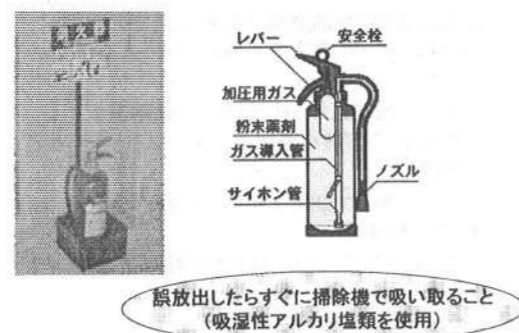 レバー
安全栓
加圧用ガス
粉末薬剤
ガス導入管
サイホン管
ノズル
誤放出したらすぐに掃除機で吸い取ること
(吸湿性アルカリ塩類を使用)